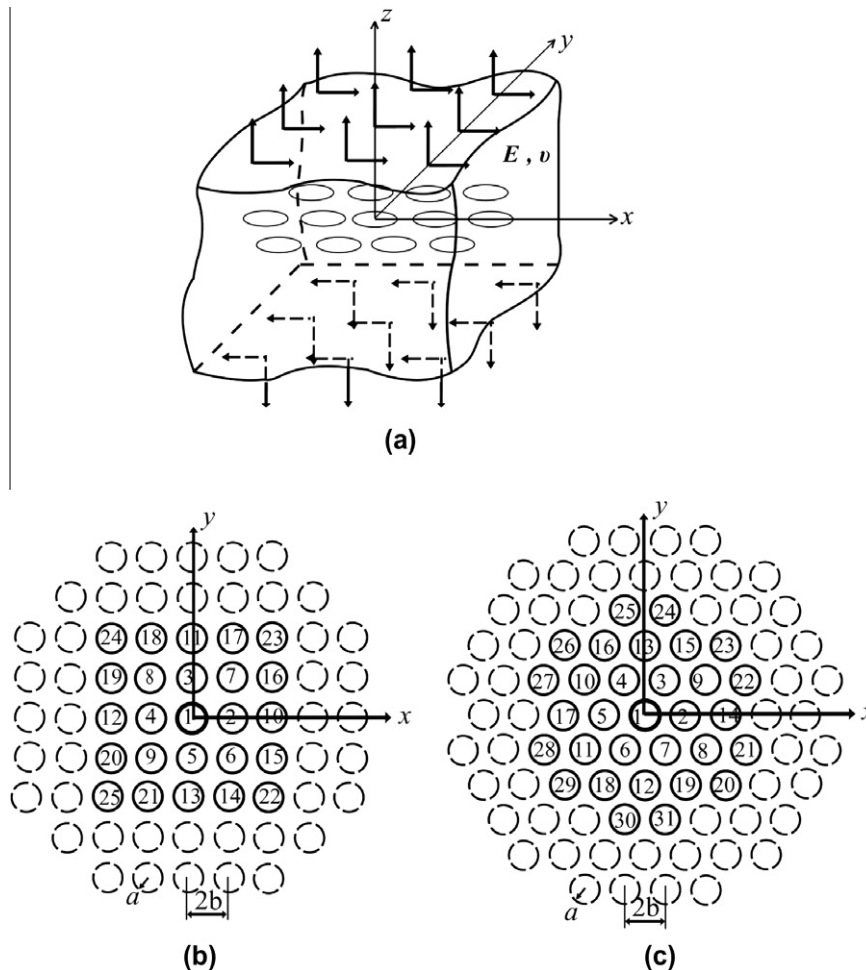 z
y
E , υ
x
(a)
y
24 18 11 17 23
19 8 3 7 16
12 4 1 2 10 x
20 9 5 6 15
25 21 13 14 22
a
2b
(b)
y
25 24
26 16 13 15 23
27 10 4 3 9 22
17 5 1 2 14 x
28 11 6 7 8 21
29 18 12 19 20
30 31
a
2b
(c)